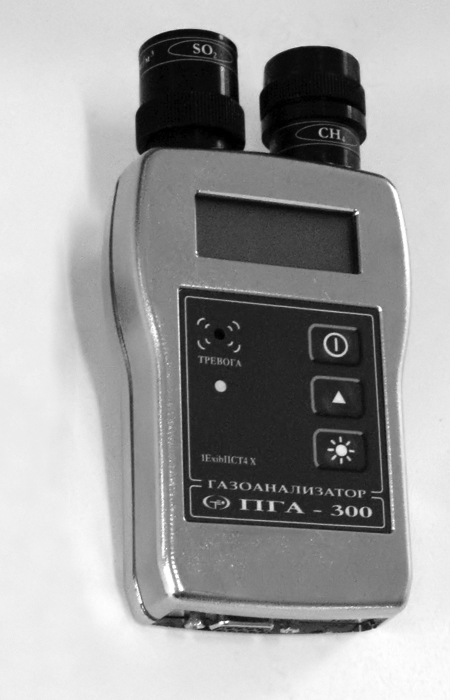 SO₂
CH₄
ТРЕВОГА
1ExibIICT4 X
ГАЗОАНАЛИЗАТОР
ПГА - 300